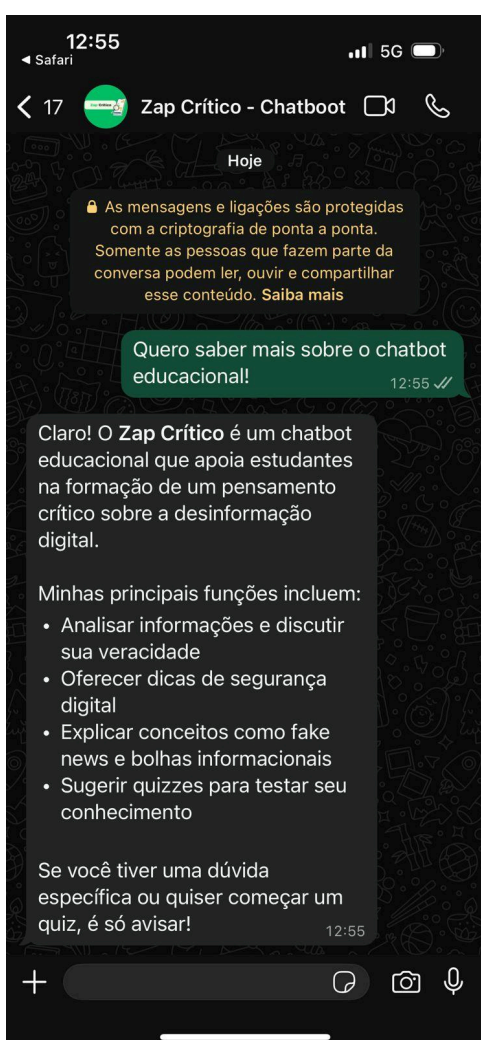 12:55
◀ Safari
5G
17
Zap Crítico - Chatboot
Hoje
As mensagens e ligações são protegidas
com a criptografia de ponta a ponta.
Somente as pessoas que fazem parte da
conversa podem ler, ouvir e compartilhar
esse conteúdo. Saiba mais
Quero saber mais sobre o chatbot
educacional!
12:55
Claro! O Zap Crítico é um chatbot
educacional que apoia estudantes
na formação de um pensamento
crítico sobre a desinformação
digital.
Minhas principais funções incluem:
• Analisar informações e discutir
sua veracidade
• Oferecer dicas de segurança
digital
• Explicar conceitos como fake
news e bolhas informacionais
• Sugerir quizzes para testar seu
conhecimento
Se você tiver uma dúvida
específica ou quiser começar um
quiz, é só avisar!
12:55